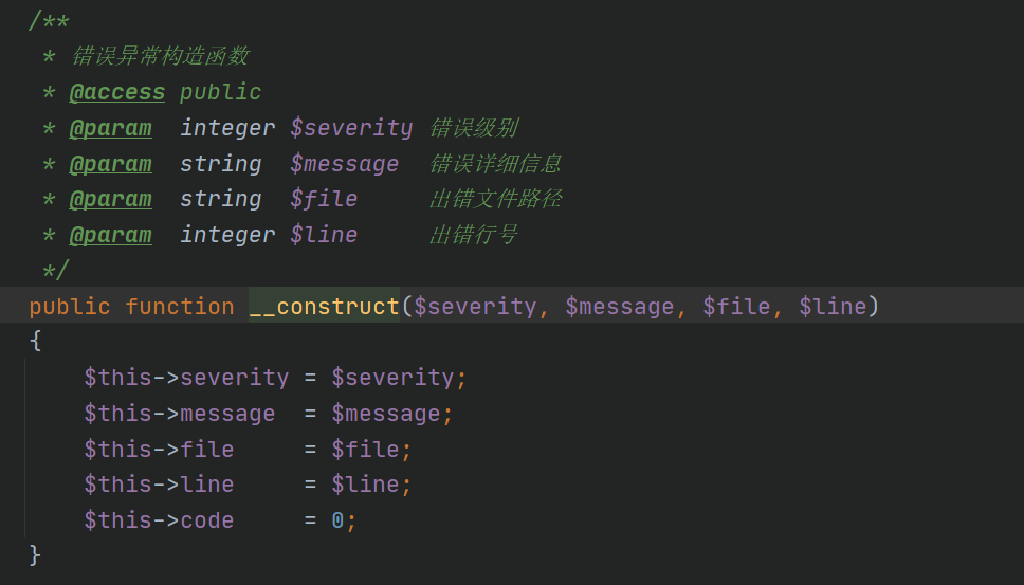 /**
 * 错误异常构造函数
 * @access public
 * @param  integer $severity 错误级别
 * @param  string  $message  错误详细信息
 * @param  string  $file     出错文件路径
 * @param  integer $line     出错行号
 */
public function __construct($severity, $message, $file, $line)
{
    $this->severity = $severity;
    $this->message  = $message;
    $this->file     = $file;
    $this->line     = $line;
    $this->code     = 0;
}